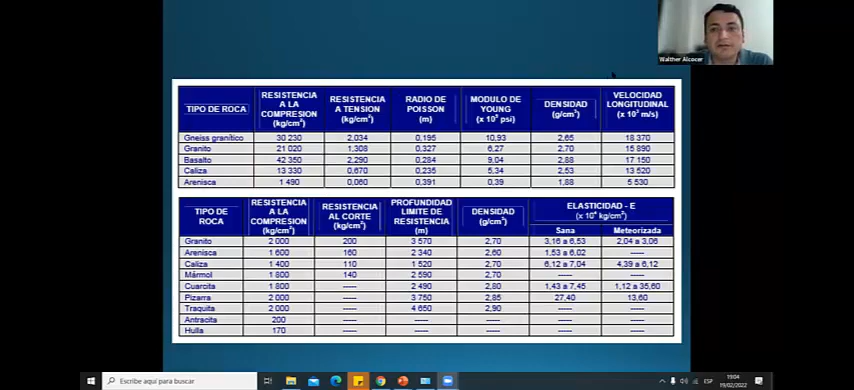 Walther Alcocer
TIPO DE ROCA RESISTENCIA A LA COMPRESION (kg/cm²) RESISTENCIA A TENSION (kg/cm²) RADIO DE POISSON (m) MODULO DE YOUNG (x 10⁵ psi) DENSIDAD (g/cm³) VELOCIDAD LONGITUDINAL (x 10³ m/s)
Gneiss granítico 30 230 2,034 0,195 10,93 2,65 18 370
Granito 21 020 1,308 0,327 6,27 2,70 15 890
Basalto 42 350 2,290 0,284 9,04 2,88 17 150
Caliza 13 330 0,670 0,235 5,34 2,53 13 520
Arenisca 1 490 0,060 0,391 0,39 1,88 5 530
TIPO DE ROCA RESISTENCIA A LA COMPRESION (kg/cm²) RESISTENCIA AL CORTE (kg/cm²) PROFUNDIDAD LIMITE DE RESISTENCIA (m) DENSIDAD (g/cm³) ELASTICIDAD - E (x 10⁴ kg/cm²)
Sana Meteorizada
Granito 2 000 200 3 570 2,70 3,16 a 6,53 2,04 a 3,06
Arenisca 1 600 160 2 340 2,60 1,53 a 6,02 -----
Caliza 1 400 110 1 520 2,70 6,12 a 7,04 4,39 a 6,12
Mármol 1 800 140 2 590 2,70 ----- -----
Cuarcita 1 800 ----- 2 490 2,80 1,43 a 7,45 1,12 a 35,60
Pizarra 2 000 ----- 3 750 2,85 27,40 13,60
Traquita 2 000 ----- 4 650 2,90 ----- -----
Antracita 200 ----- ----- ----- ----- -----
Hulla 170 ----- ----- ----- ----- -----
Escribe aquí para buscar
ESP
19:04
19/02/2022